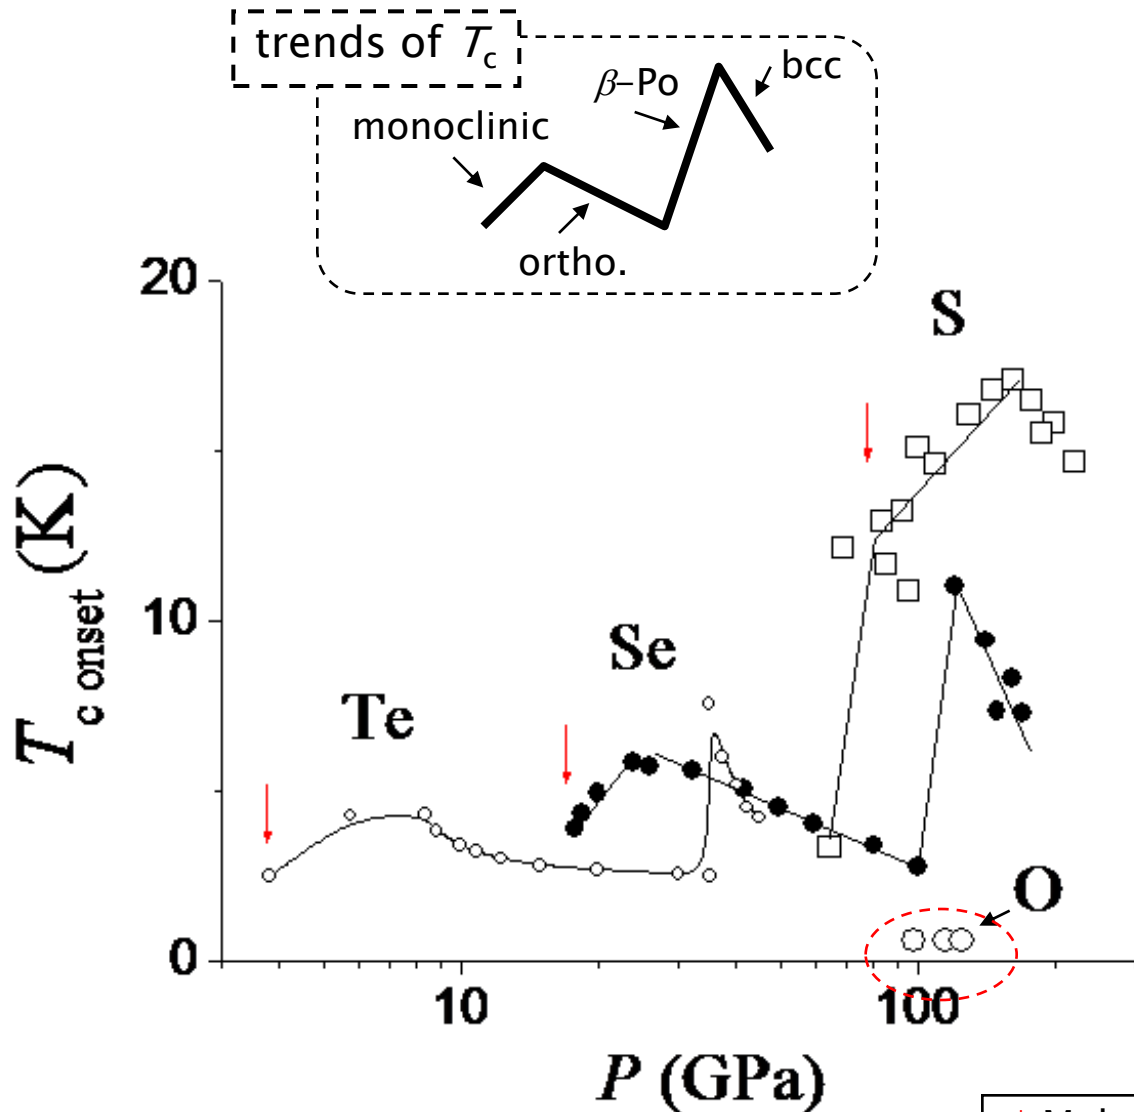 trends of Tc
bcc
β–Po
monoclinic
ortho.
20
S
10
Se
Te
Tc onset (K)
O
0
10
100
P (GPa)